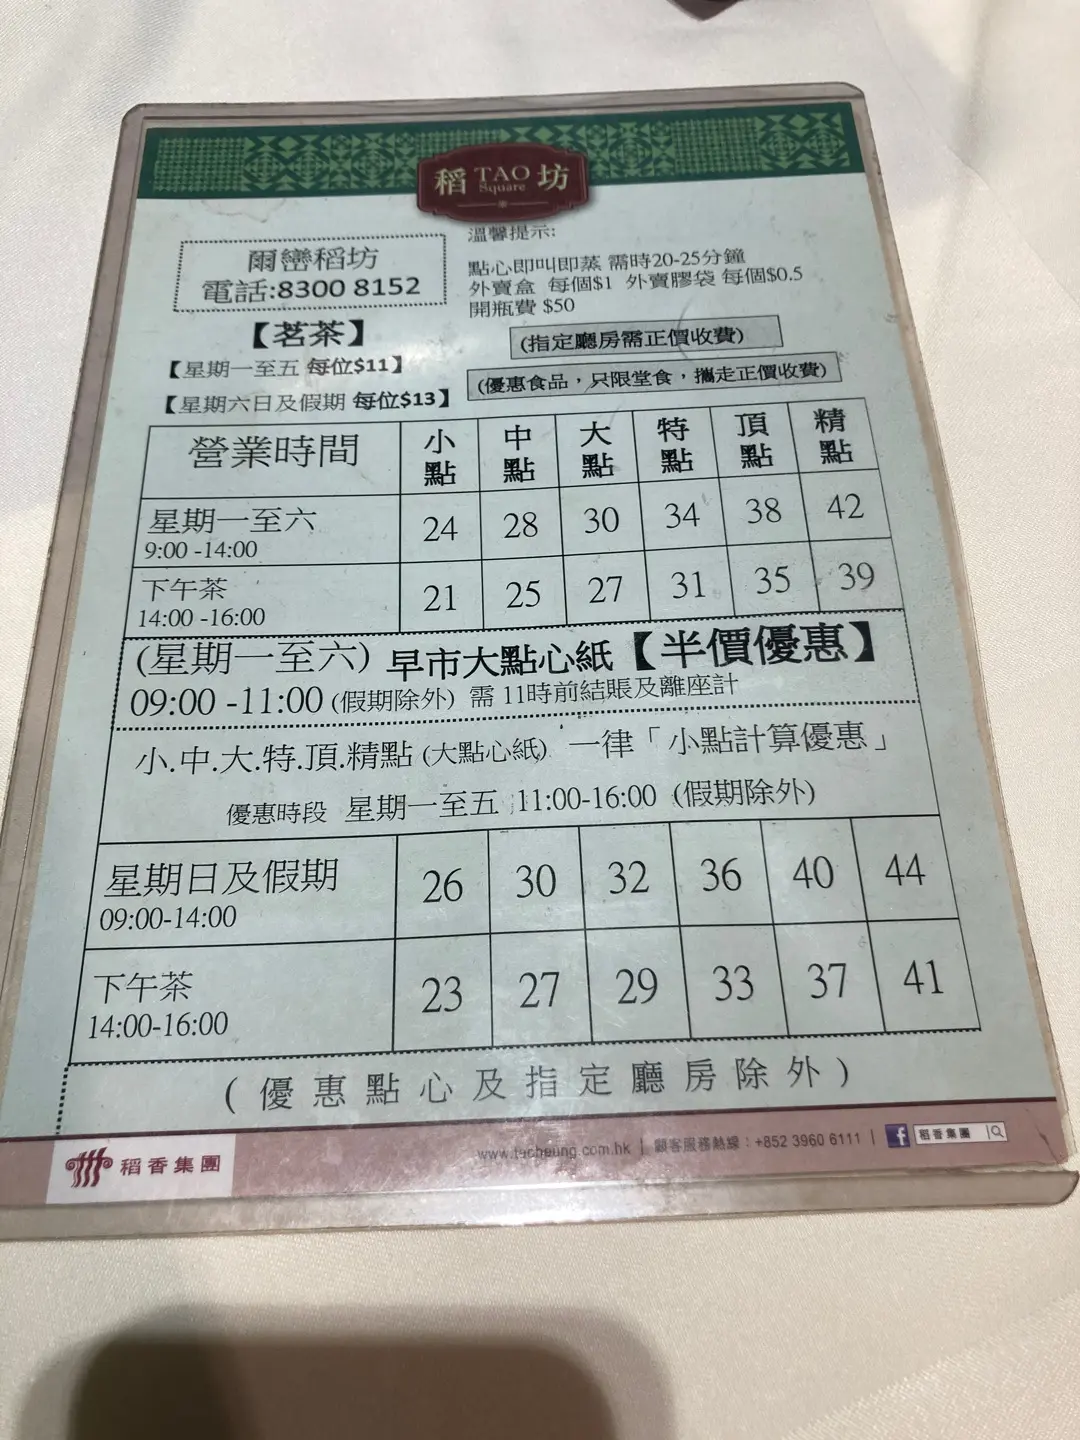 稻 TAO Square 坊
爾巒稻坊
電話:8300 8152
溫馨提示:
點心即叫即蒸 需時20-25分鐘
外賣盒 每個$1 外賣膠袋 每個$0.5
開瓶費 $50
【茗茶】
【星期一至五 每位$11】
【星期六日及假期 每位$13】
(指定廳房需正價收費)
(優惠食品，只限堂食，攜走正價收費)
營業時間 小點 中點 大點 特點 頂點 精點
星期一至六 24 28 30 34 38 42
9:00 -14:00
下午茶 21 25 27 31 35 39
14:00 -16:00
(星期一至六) 早市大點心紙【半價優惠】
09:00 -11:00 (假期除外) 需 11時前結賬及離座計
小.中.大.特.頂.精點 (大點心紙) 一律「小點計算優惠」
優惠時段 星期一至五 11:00-16:00 (假期除外)
星期日及假期 26 30 32 36 40 44
09:00-14:00
下午茶 23 27 29 33 37 41
14:00-16:00
(優惠點心及指定廳房除外)
稻香集團
www.taoheung.com.hk | 顧客服務熱線：+852 3960 6111 | f 稻香集團